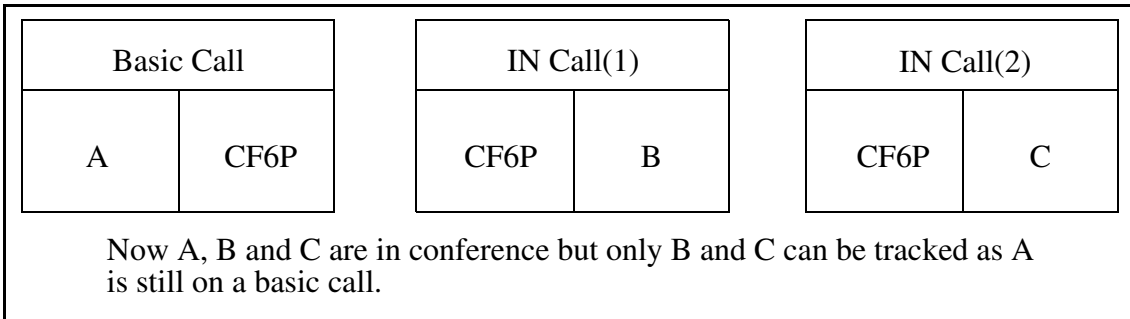 Basic Call
A
CF6P
IN Call(1)
CF6P
B
IN Call(2)
CF6P
C
Now A, B and C are in conference but only B and C can be tracked as A
is still on a basic call.